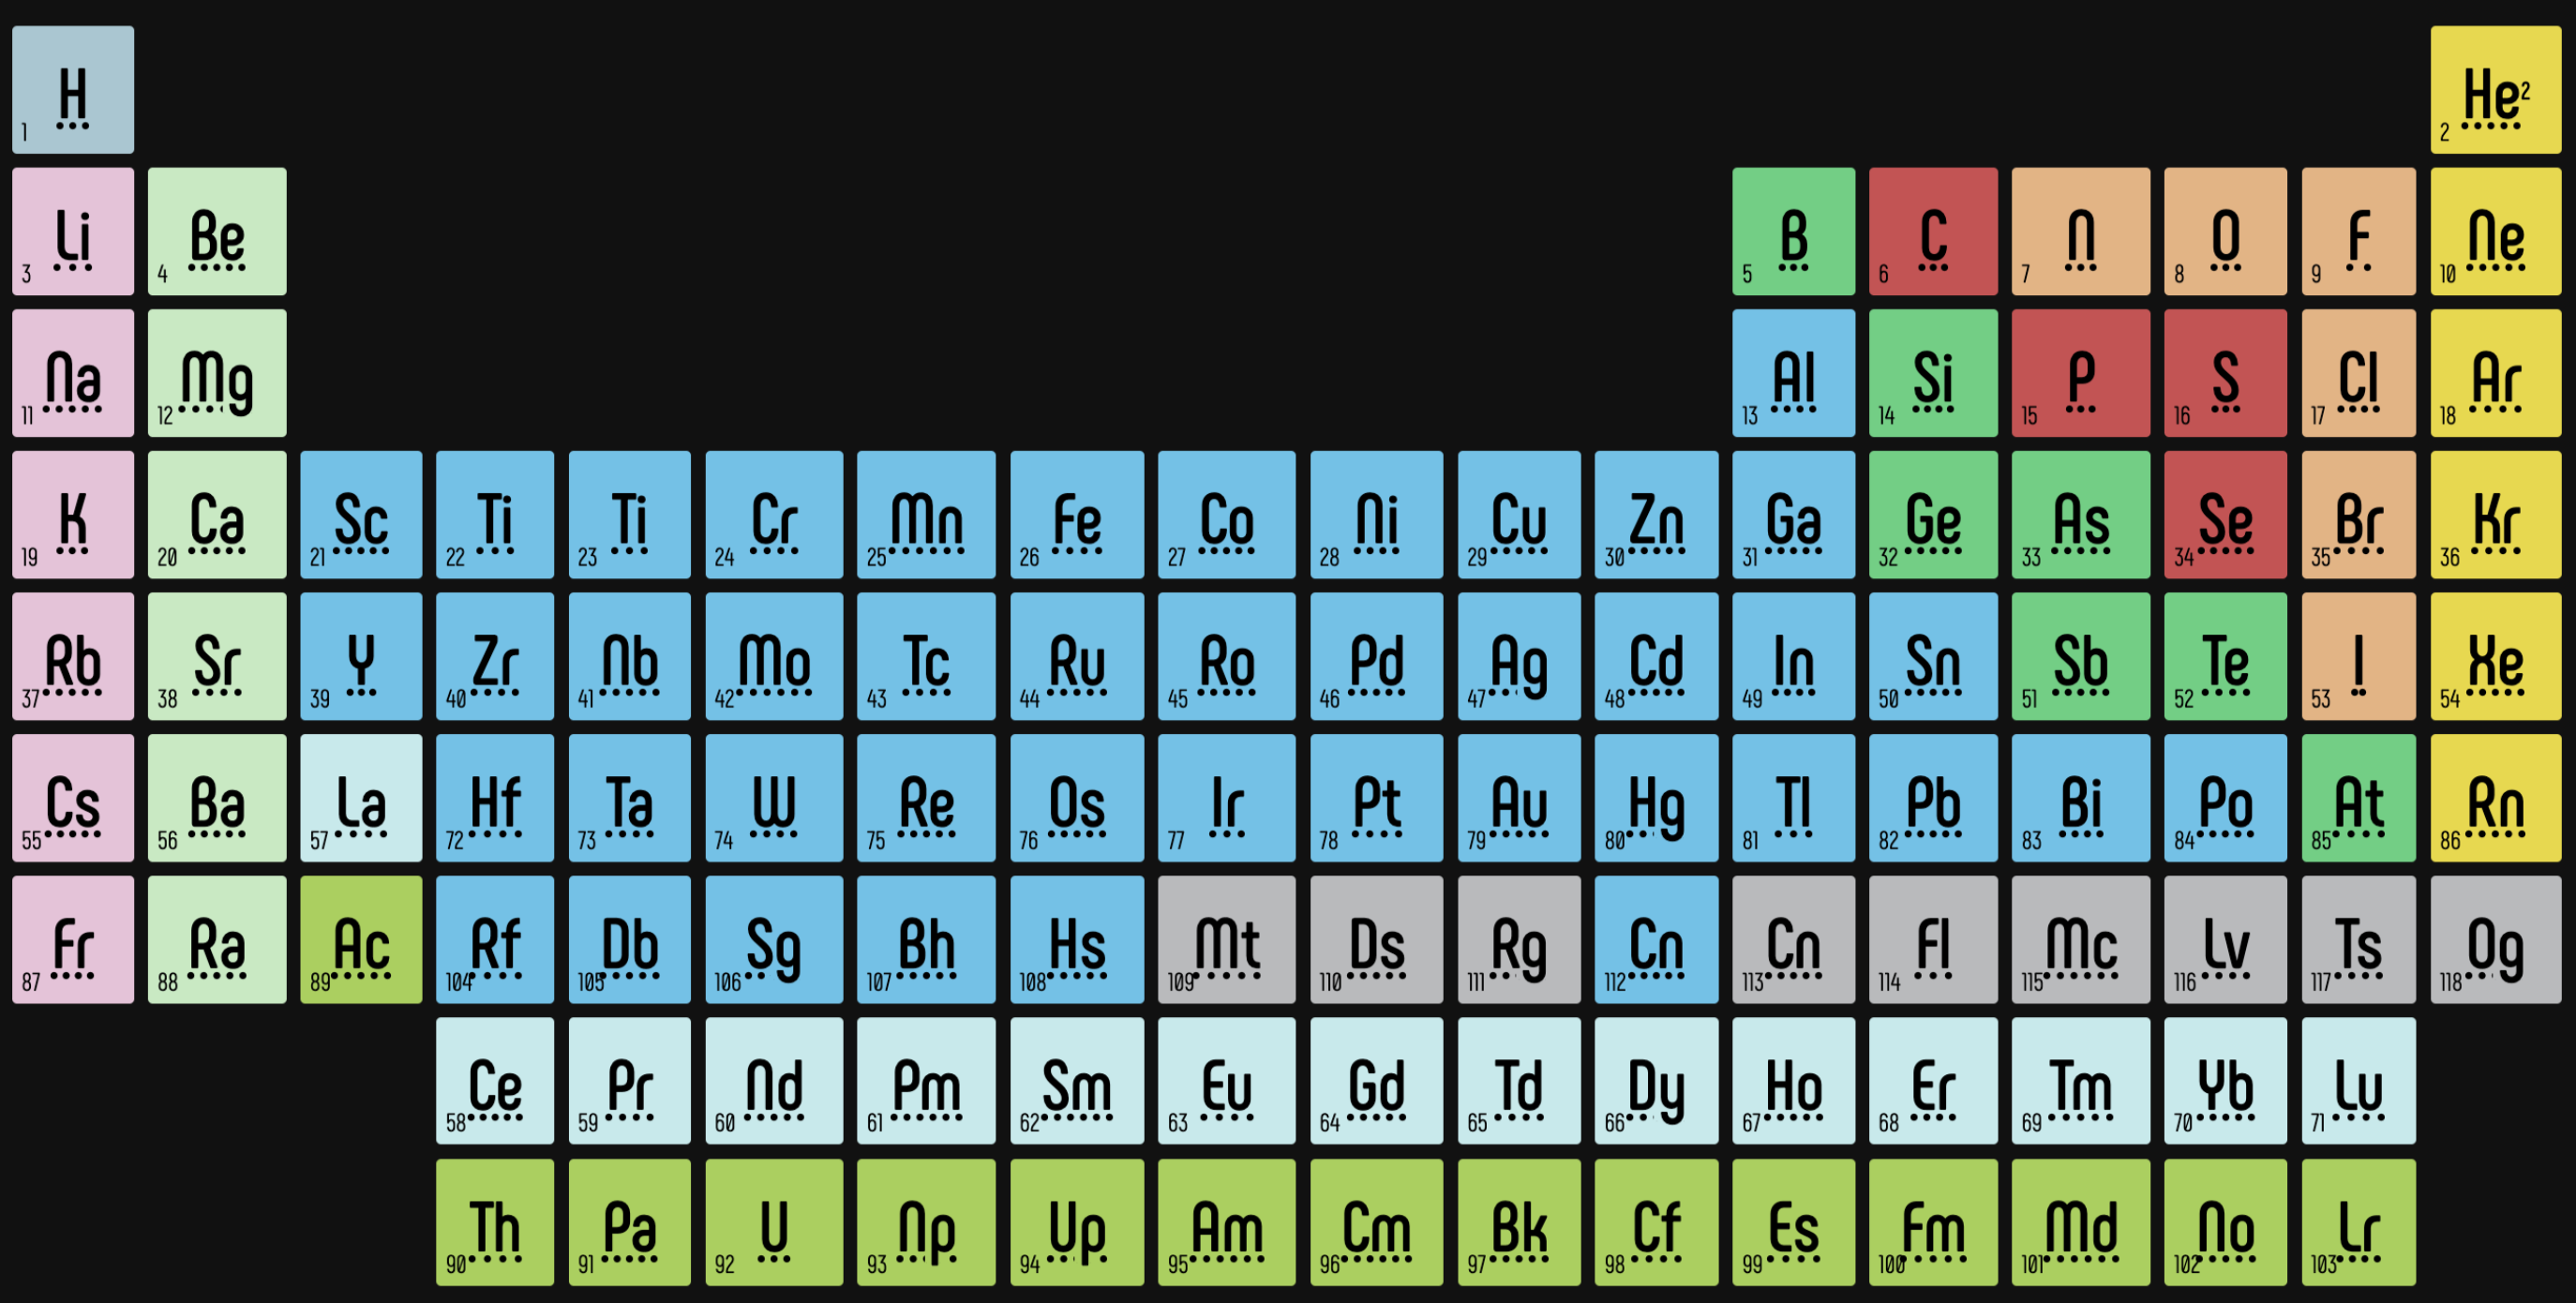 H 1 He² 2
Li 3 Be 4 B 5 C 6 N 7 O 8 F 9 Ne 10
Na 11 Mg 12 Al 13 Si 14 P 15 S 16 Cl 17 Ar 18
K 19 Ca 20 Sc 21 Ti 22 Ti 23 Cr 24 Mn 25 Fe 26 Co 27 Ni 28 Cu 29 Zn 30 Ga 31 Ge 32 As 33 Se 34 Br 35 Kr 36
Rb 37 Sr 38 Y 39 Zr 40 Nb 41 Mo 42 Tc 43 Ru 44 Ro 45 Pd 46 Ag 47 Cd 48 In 49 Sn 50 Sb 51 Te 52 I 53 Xe 54
Cs 55 Ba 56 La 57 Hf 72 Ta 73 W 74 Re 75 Os 76 Ir 77 Pt 78 Au 79 Hg 80 Tl 81 Pb 82 Bi 83 Po 84 At 85 Rn 86
Fr 87 Ra 88 Ac 89 Rf 104 Db 105 Sg 106 Bh 107 Hs 108 Mt 109 Ds 110 Rg 111 Cn 112 Cn 113 Fl 114 Mc 115 Lv 116 Ts 117 Og 118
Ce 58 Pr 59 Nd 60 Pm 61 Sm 62 Eu 63 Gd 64 Td 65 Dy 66 Ho 67 Er 68 Tm 69 Yb 70 Lu 71
Th 90 Pa 91 U 92 Np 93 Up 94 Am 95 Cm 96 Bk 97 Cf 98 Es 99 Fm 100 Md 101 No 102 Lr 103